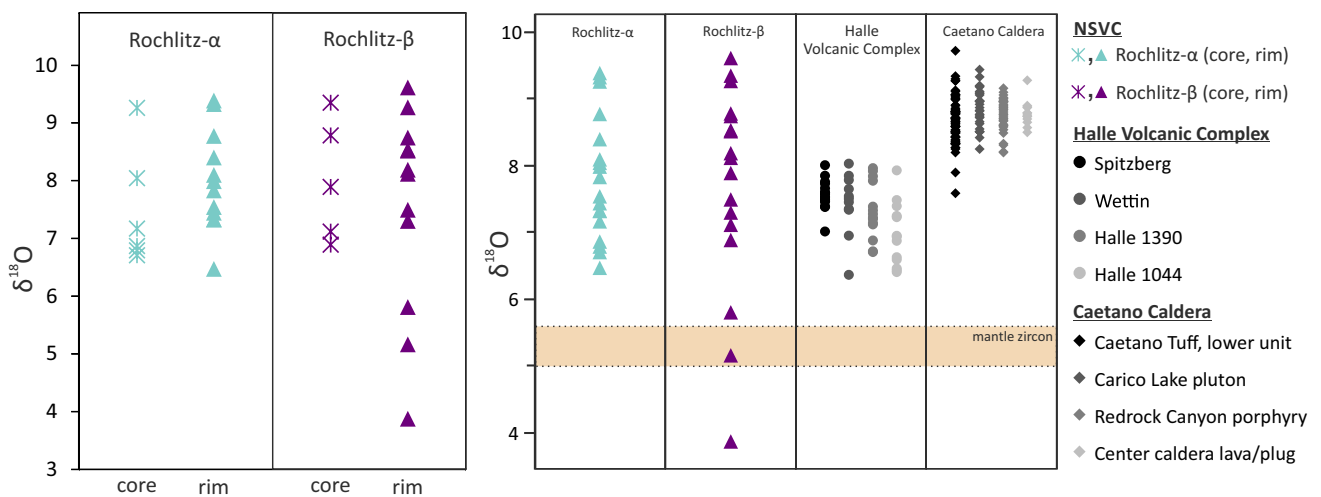 Rochlitz-α
Rochlitz-β
10
9
8
7
6
5
4
3
δ¹⁸O
core
rim
core
rim
Rochlitz-α
Rochlitz-β
Halle
Volcanic Complex
Caetano Caldera
10
8
6
4
δ¹⁸O
mantle zircon
NSVC
, Rochlitz-α (core, rim)
, Rochlitz-β (core, rim)
Halle Volcanic Complex
Spitzberg
Wettin
Halle 1390
Halle 1044
Caetano Caldera
Caetano Tuff, lower unit
Carico Lake pluton
Redrock Canyon porphyry
Center caldera lava/plug